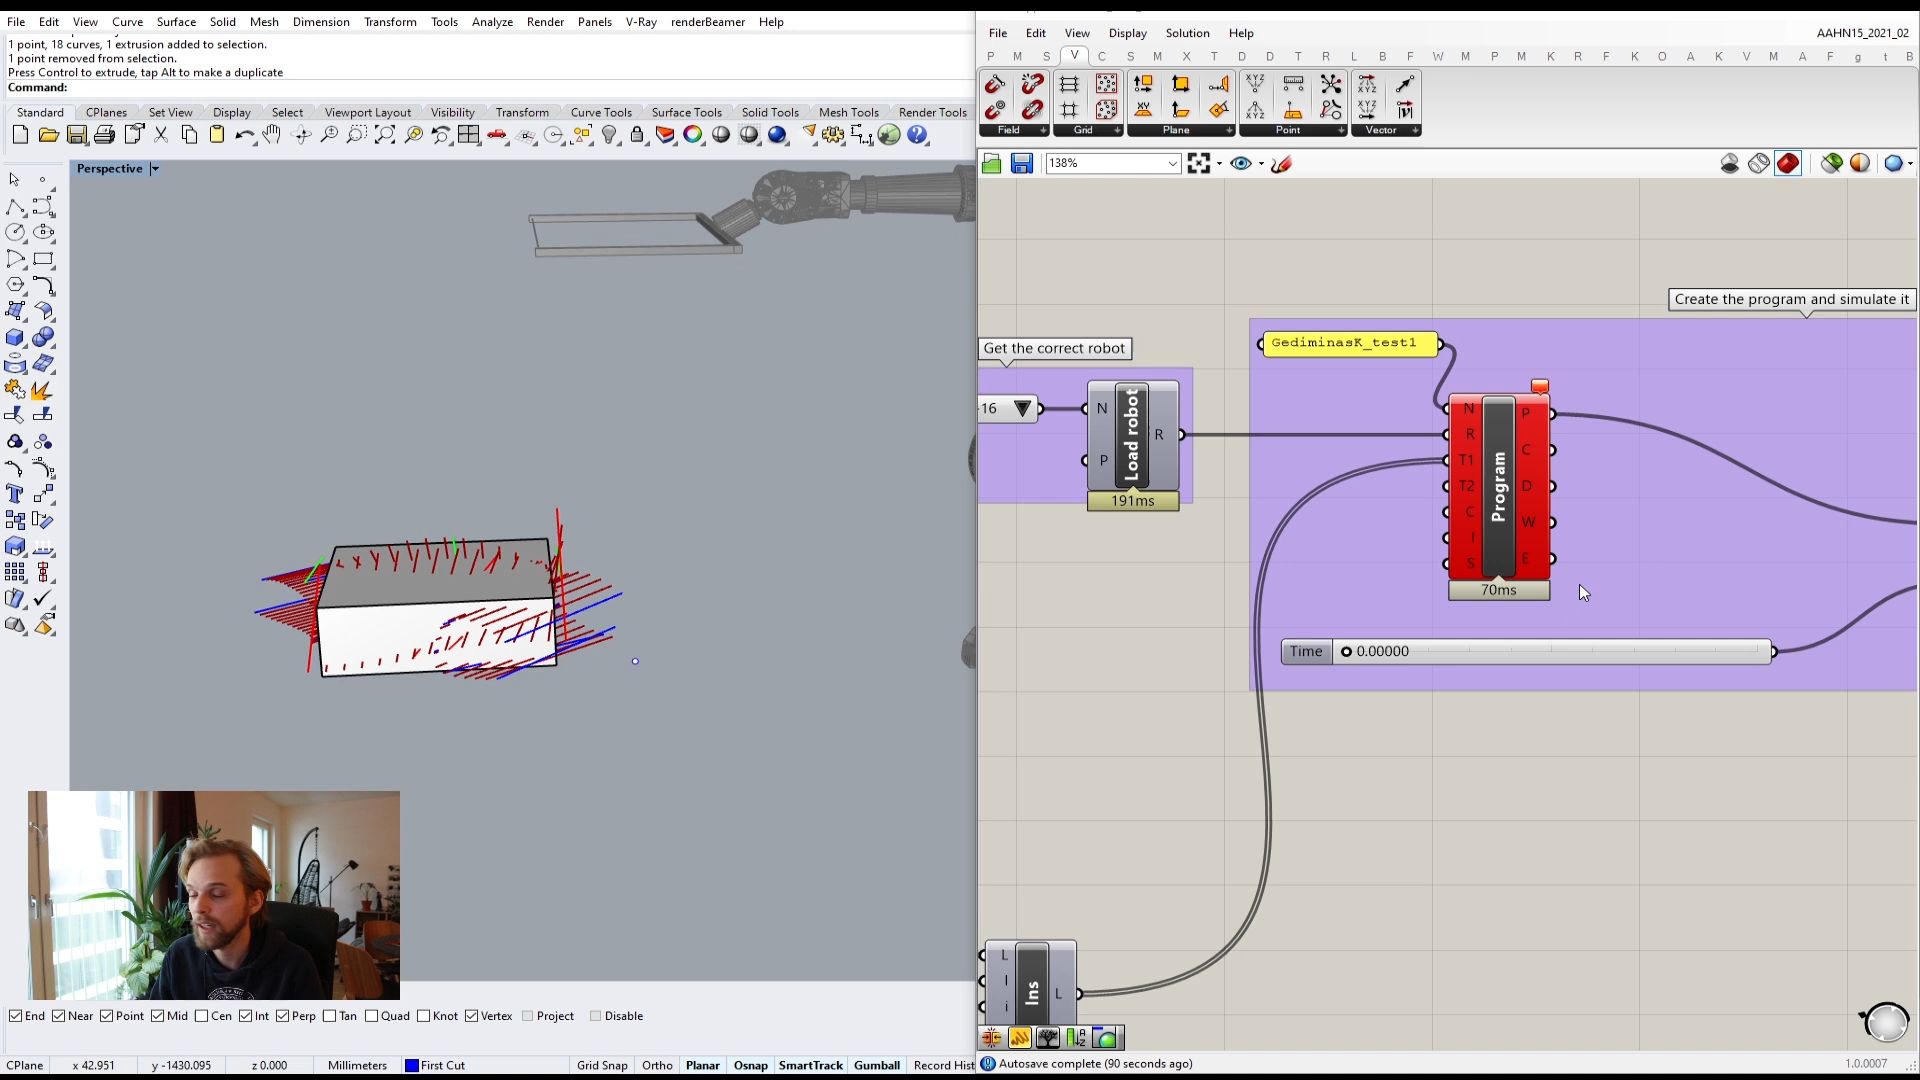 File Edit View Curve Surface Solid Mesh Dimension Transform Tools Analyze Render Panels V-Ray renderBeamer Help
1 point, 18 curves, 1 extrusion added to selection.
1 point removed from selection.
Press Control to extrude, tap Alt to make a duplicate
Command:
Standard CPlanes Set View Display Select Viewport Layout Visibility Transform Curve Tools Surface Tools Solid Tools Mesh Tools Render Tools
Perspective
File Edit View Display Solution Help AAHN15_2021_02
P M S V C S M X T D D T R L B F W M P M K R F O A K V M A F g t B
Field Grid Plane Point Vector
138%
Create the program and simulate it
Get the correct robot
GediminasK_test1
16
N
P
Load robot
R
191ms
N
R
T1
T2
C
I
S
Program
P
C
D
W
E
70ms
Time 0.00000
L
I
i
Ins
L
End Near Point Mid Cen Int Perp Tan Quad Knot Vertex Project Disable
CPlane x 42.951 y -1430.095 z 0.000 Millimeters First Cut Grid Snap Ortho Planar Osnap SmartTrack Gumball Record Hist
Autosave complete (90 seconds ago) 1.0.0007